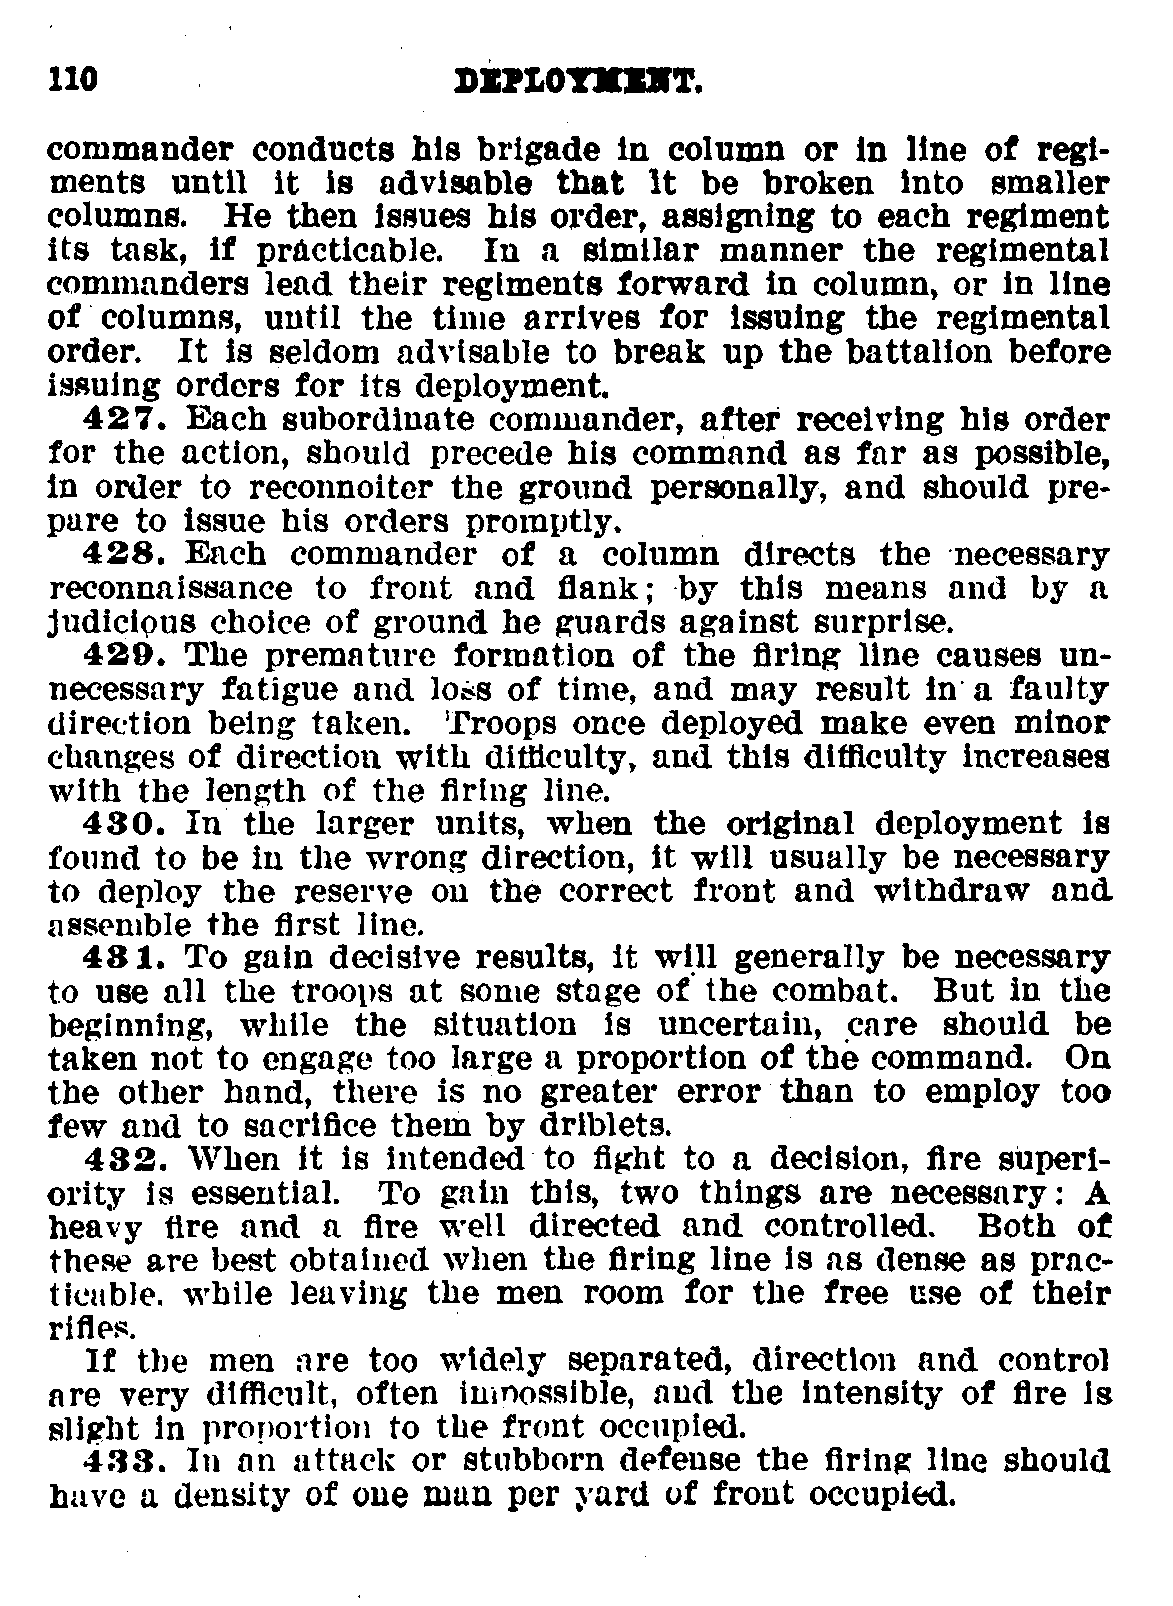 110 DEPLOYMENT.
commander conducts his brigade in column or in line of regi-
ments until it is advisable that it be broken into smaller
columns. He then issues his order, assigning to each regiment
its task, if practicable. In a similar manner the regimental
commanders lead their regiments forward in column, or in line
of columns, until the time arrives for issuing the regimental
order. It is seldom advisable to break up the battalion before
issuing orders for its deployment.
427. Each subordinate commander, after receiving his order
for the action, should precede his command as far as possible,
in order to reconnoiter the ground personally, and should pre-
pare to issue his orders promptly.
428. Each commander of a column directs the necessary
reconnaissance to front and flank; by this means and by a
judicious choice of ground he guards against surprise.
429. The premature formation of the firing line causes un-
necessary fatigue and loss of time, and may result in a faulty
direction being taken. Troops once deployed make even minor
changes of direction with difficulty, and this difficulty increases
with the length of the firing line.
430. In the larger units, when the original deployment is
found to be in the wrong direction, it will usually be necessary
to deploy the reserve on the correct front and withdraw and
assemble the first line.
431. To gain decisive results, it will generally be necessary
to use all the troops at some stage of the combat. But in the
beginning, while the situation is uncertain, care should be
taken not to engage too large a proportion of the command. On
the other hand, there is no greater error than to employ too
few and to sacrifice them by driblets.
432. When it is intended to fight to a decision, fire superi-
ority is essential. To gain this, two things are necessary: A
heavy fire and a fire well directed and controlled. Both of
these are best obtained when the firing line is as dense as prac-
ticable, while leaving the men room for the free use of their
rifles.
If the men are too widely separated, direction and control
are very difficult, often impossible, and the intensity of fire is
slight in proportion to the front occupied.
433. In an attack or stubborn defense the firing line should
have a density of one man per yard of front occupied.